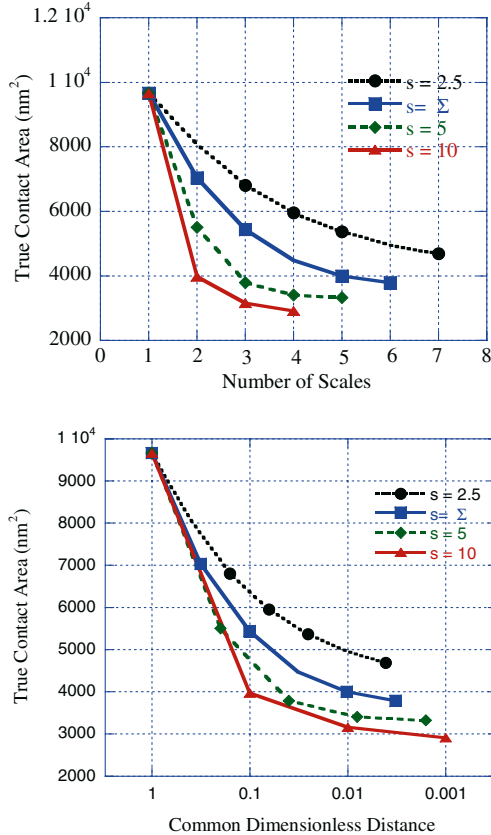 1.2 10⁴
1 10⁴
8000
6000
4000
2000
True Contact Area (nm²)
s = 2.5
s= Σ
s = 5
s = 10
0 1 2 3 4 5 6 7 8
Number of Scales
1 10⁴
9000
8000
7000
6000
5000
4000
3000
2000
True Contact Area (nm²)
s = 2.5
s= Σ
s = 5
s = 10
1 0.1 0.01 0.001
Common Dimensionless Distance